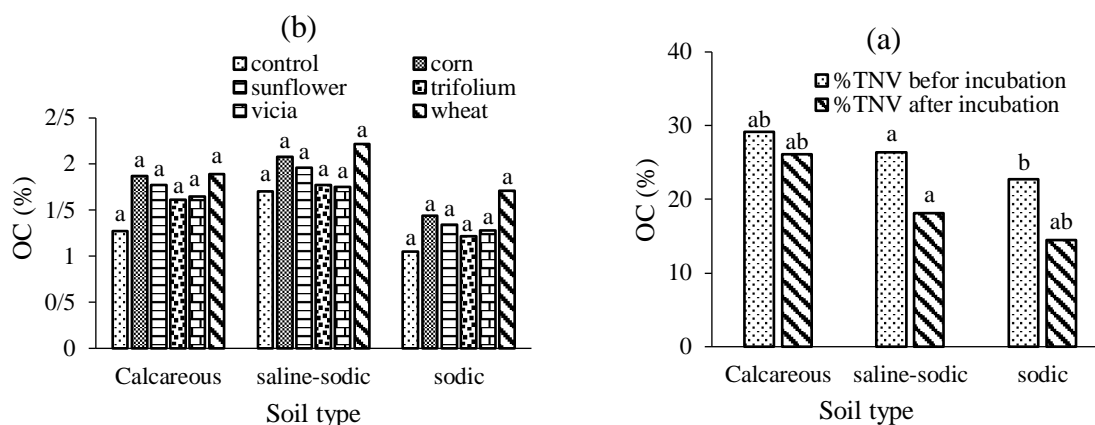 (b)
control
corn
sunflower
trifolium
vicia
wheat
OC (%)
2/5
2
1/5
1
0/5
0
a a a a a a
a a a a a a
a a a a a a
Calcareous saline-sodic sodic
Soil type
(a)
%TNV befor incubation
%TNV after incubation
OC (%)
40
30
20
10
0
ab ab
a a
b ab
Calcareous saline-sodic sodic
Soil type